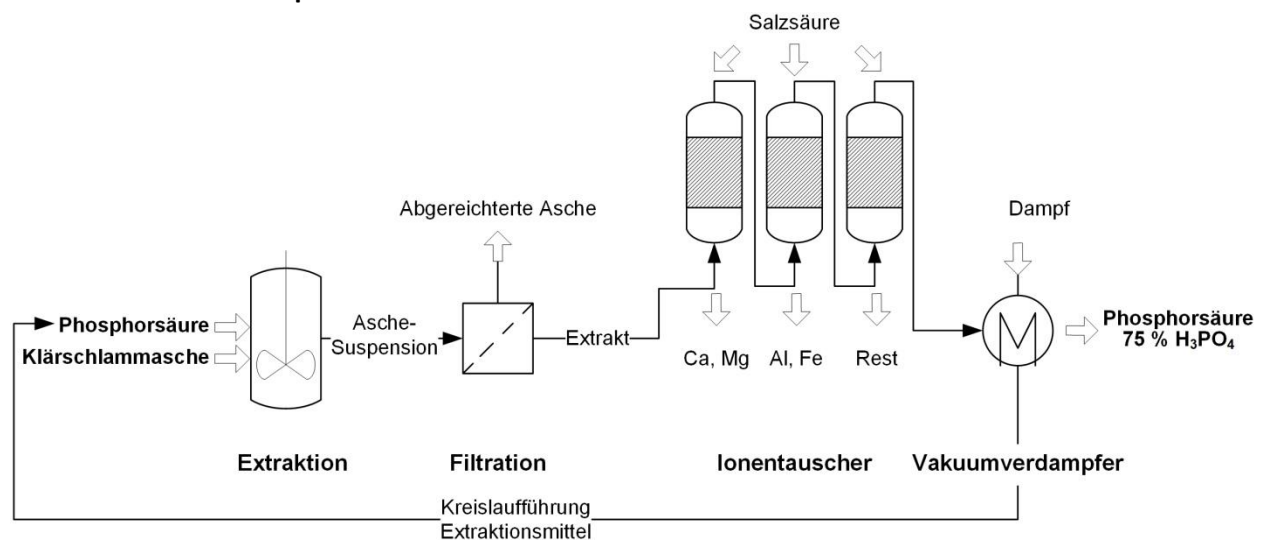 Salzsäure
Abgereicherte Asche
Dampf
Phosphorsäure
Klärschlammasche
Asche-
Suspension
Extrakt
Ca, Mg
Al, Fe
Rest
Phosphorsäure
75 % H₃PO₄
Extraktion
Filtration
Ionentauscher
Vakuumverdampfer
Kreislaufführung
Extraktionsmittel